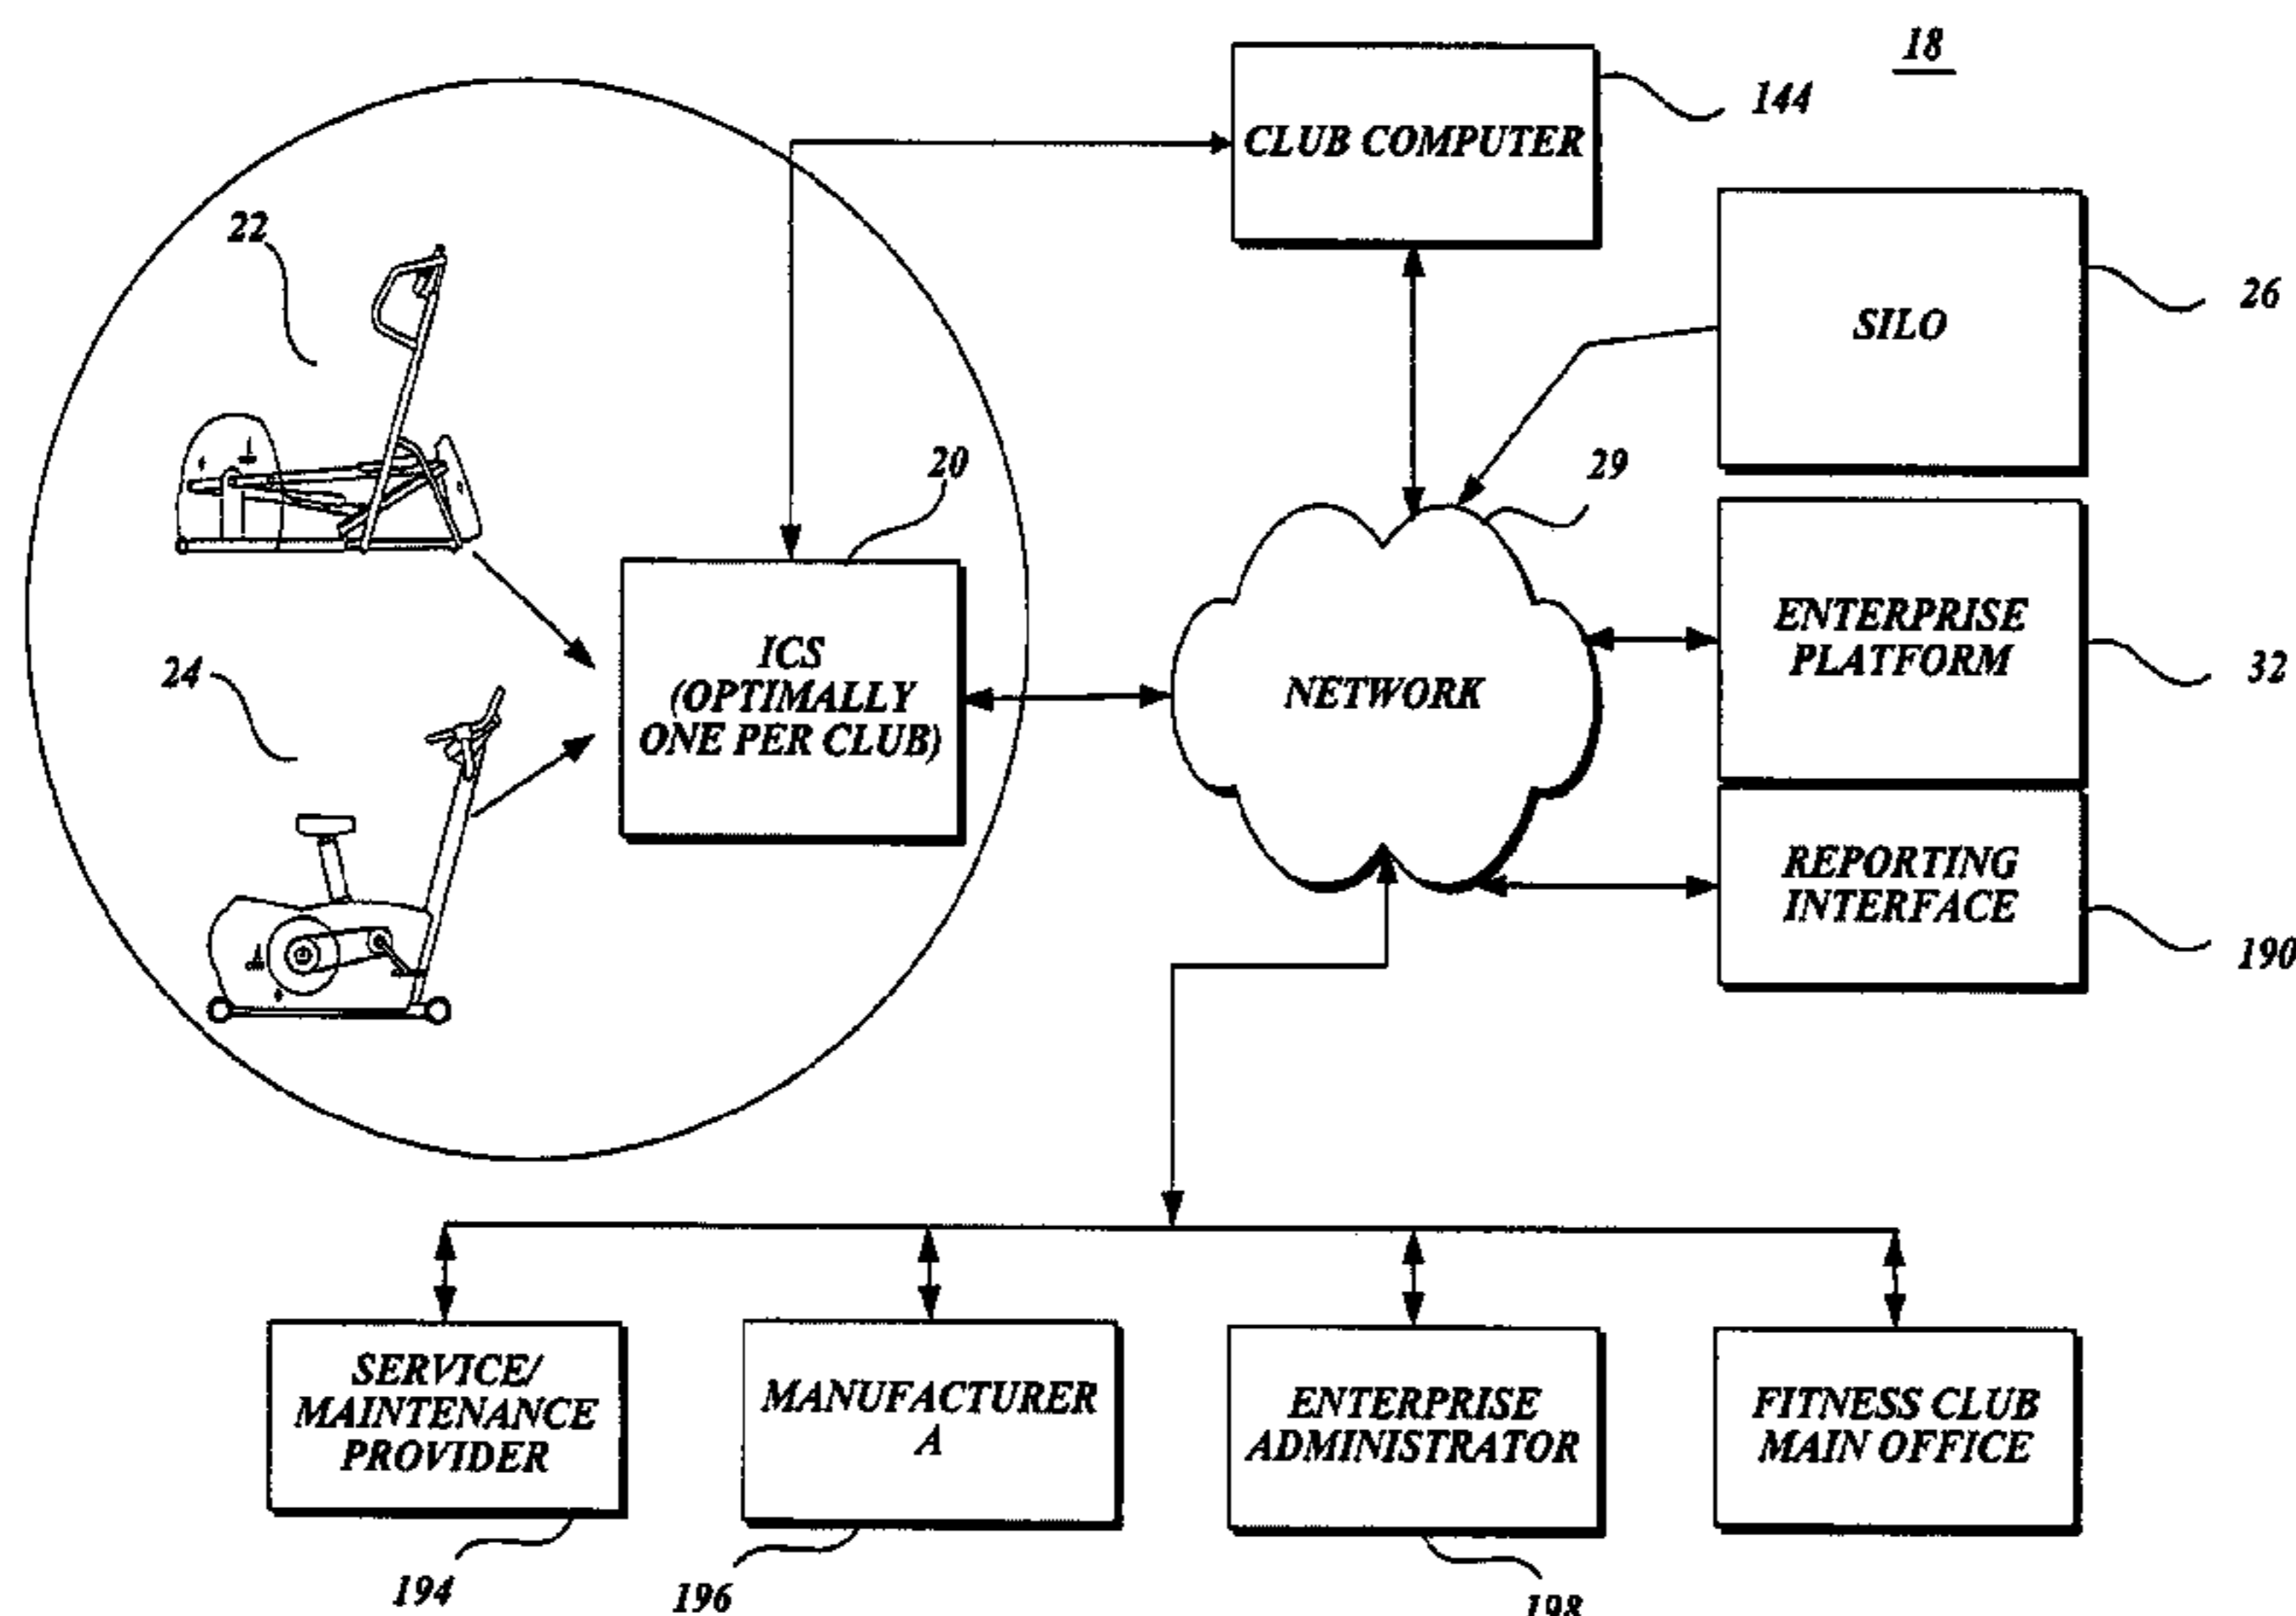 18
144
CLUB COMPUTER
22
26
SILO
20
29
ENTERPRISE
PLATFORM
32
ICS
(OPTIMALLY
ONE PER CLUB)
NETWORK
24
REPORTING
INTERFACE
190
SERVICE/
MAINTENANCE
PROVIDER
MANUFACTURER
A
ENTERPRISE
ADMINISTRATOR
FITNESS CLUB
MAIN OFFICE
194
196
198